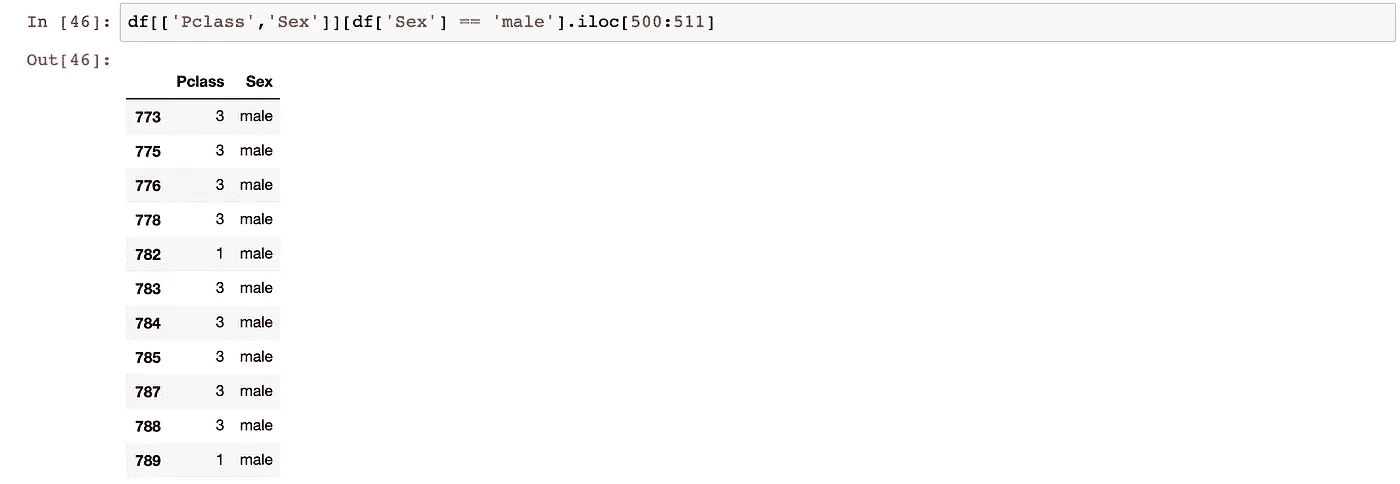 In [46]: df[['Pclass','Sex']][df['Sex'] == 'male'].iloc[500:511]
Out[46]:
Pclass Sex
773 3 male
775 3 male
776 3 male
778 3 male
782 1 male
783 3 male
784 3 male
785 3 male
787 3 male
788 3 male
789 1 male